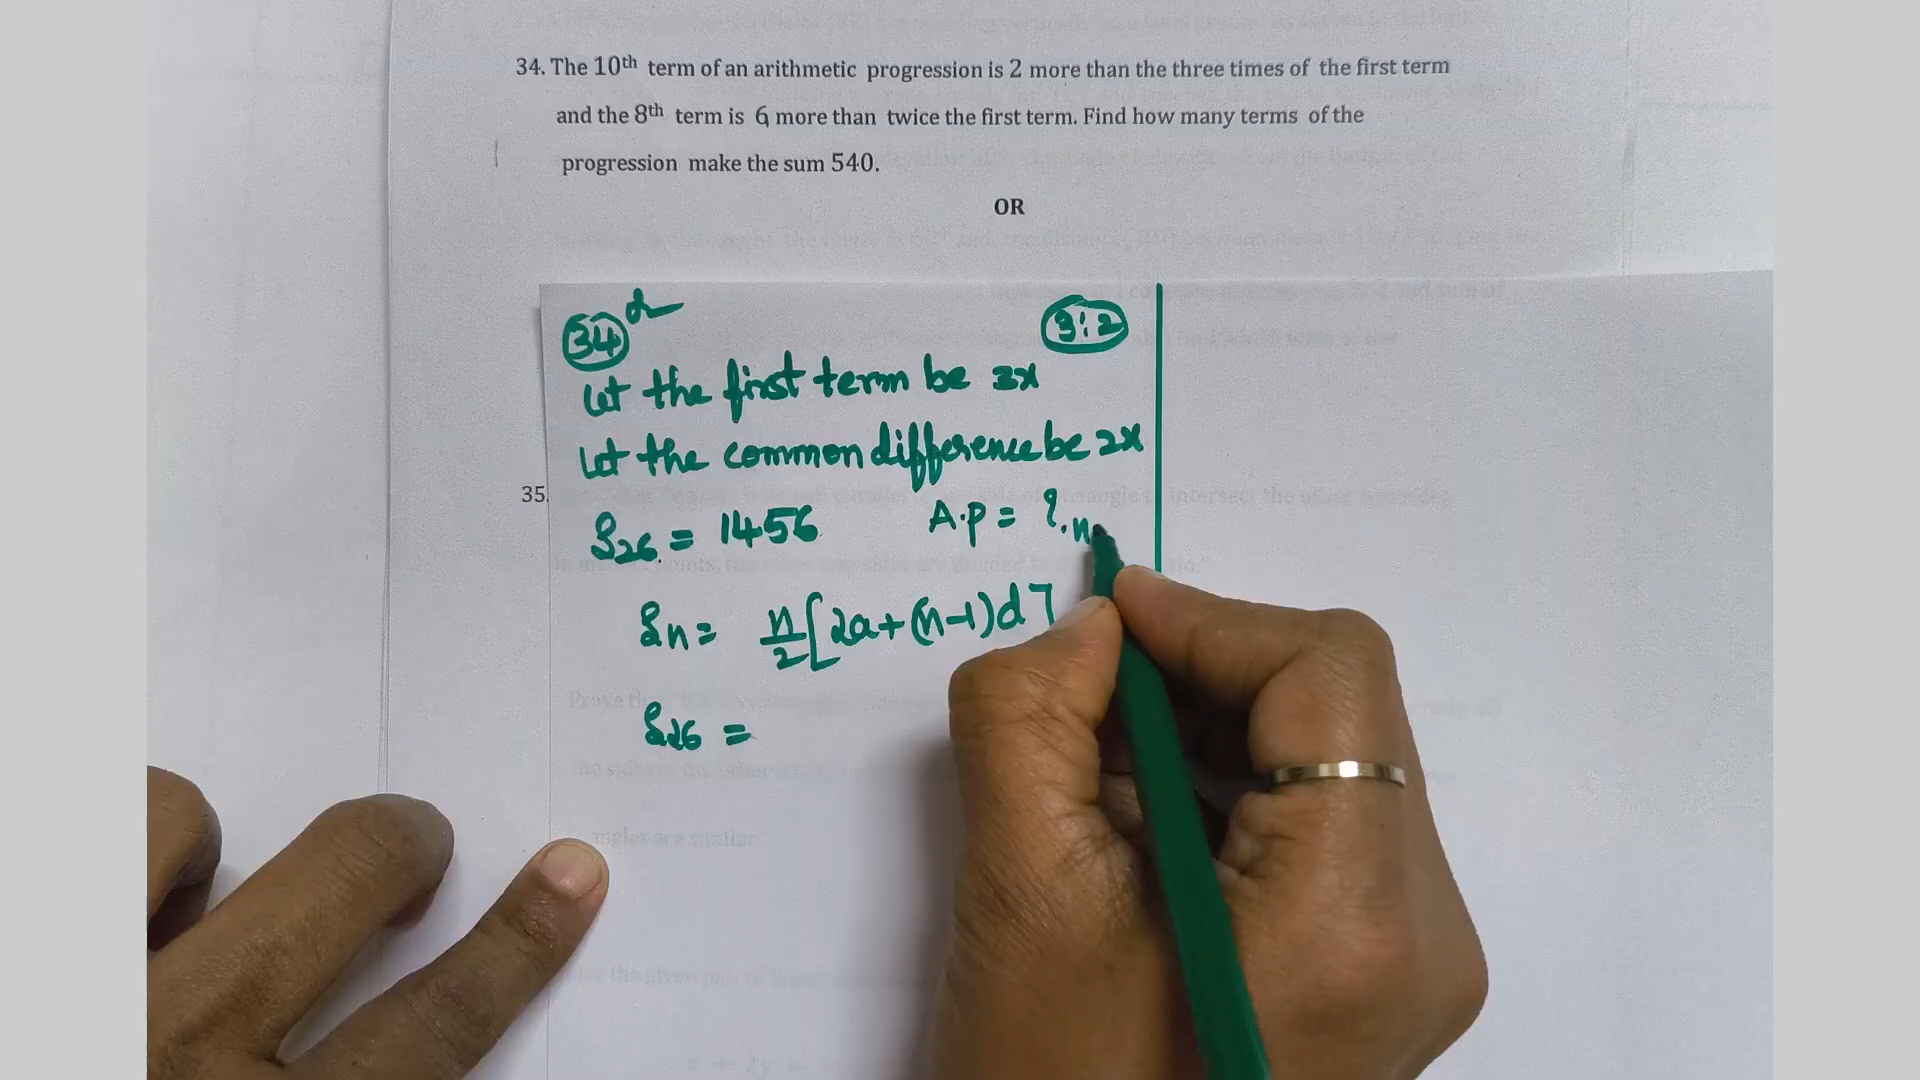 34. The 10th term of an arithmetic progression is 2 more than the three times of the first term
and the 8th term is 6 more than twice the first term. Find how many terms of the
progression make the sum 540.
OR
34
3:2
Let the first term be 3x
Let the common difference be 2x
35.
S26 = 1456 A.P = ? n
Sn = n/2 [2a+(n-1)d]
S26 =